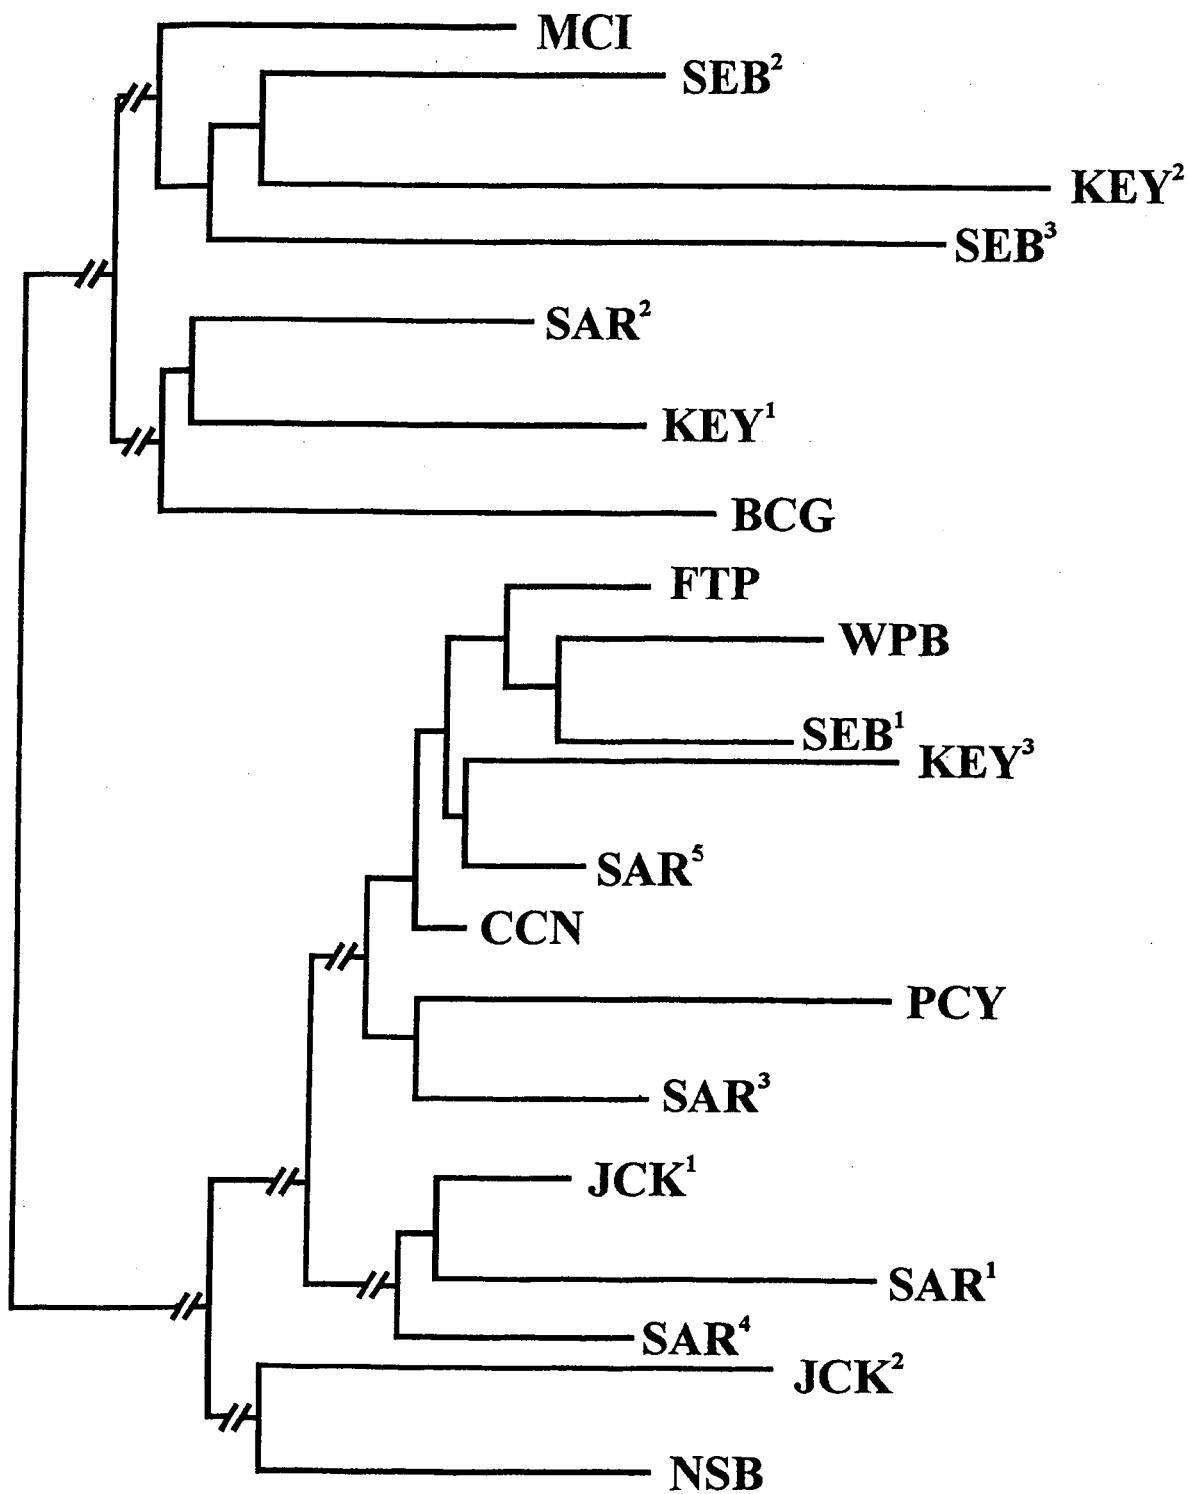 MCI
SEB²
KEY²
SEB³
SAR²
KEY¹
BCG
FTP
WPB
SEB¹
KEY³
SAR⁵
CCN
PCY
SAR³
JCK¹
SAR¹
SAR⁴
JCK²
NSB